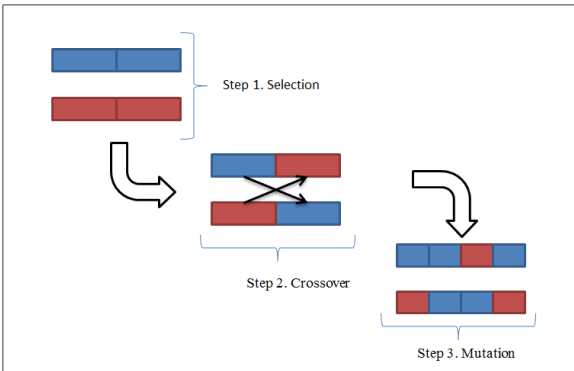 Step 1. Selection
Step 2. Crossover
Step 3. Mutation